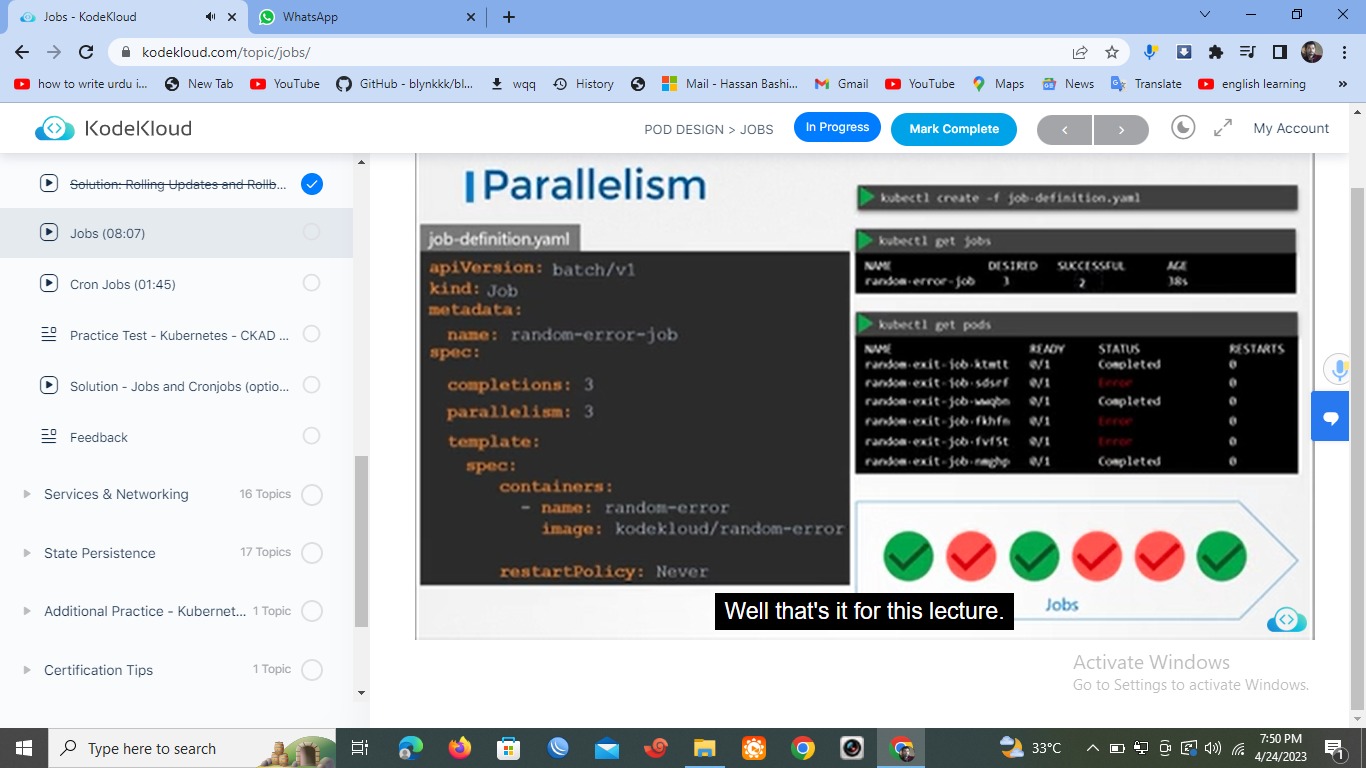 Jobs - KodeKloud
WhatsApp
kodekloud.com/topic/jobs/
how to write urdu i...
New Tab
YouTube
GitHub - blynkkk/bl...
wqq
History
Mail - Hassan Bashi...
Gmail
YouTube
Maps
News
Translate
english learning
»
KodeKloud
POD DESIGN > JOBS
In Progress
Mark Complete
My Account
Solution: Rolling Updates and Rollb...
Jobs (08:07)
Cron Jobs (01:45)
Practice Test - Kubernetes - CKAD ...
Solution - Jobs and Cronjobs (optio...
Feedback
Services & Networking 16 Topics
State Persistence 17 Topics
Additional Practice - Kubernet... 1 Topic
Certification Tips 1 Topic
Parallelism
job-definition.yaml
apiVersion: batch/v1
kind: Job
metadata:
name: random-error-job
spec:
completions: 3
parallelism: 3
template:
spec:
containers:
- name: random-error
image: kodekloud/random-error
restartPolicy: Never
kubectl create -f job-definition.yaml
kubectl get jobs
NAME DESIRED SUCCESSFUL AGE
random-error-job 3 2 38s
kubectl get pods
NAME READY STATUS RESTARTS
random-exit-job-ktmtt 0/1 Completed 0
random-exit-job-sdsrf 0/1 Error 0
random-exit-job-wwqbn 0/1 Completed 0
random-exit-job-fkhfn 0/1 Error 0
random-exit-job-fvf5t 0/1 Error 0
random-exit-job-nmghp 0/1 Completed 0
Jobs
Well that's it for this lecture.
Activate Windows
Go to Settings to activate Windows.
Type here to search
33°C
7:50 PM
4/24/2023
1